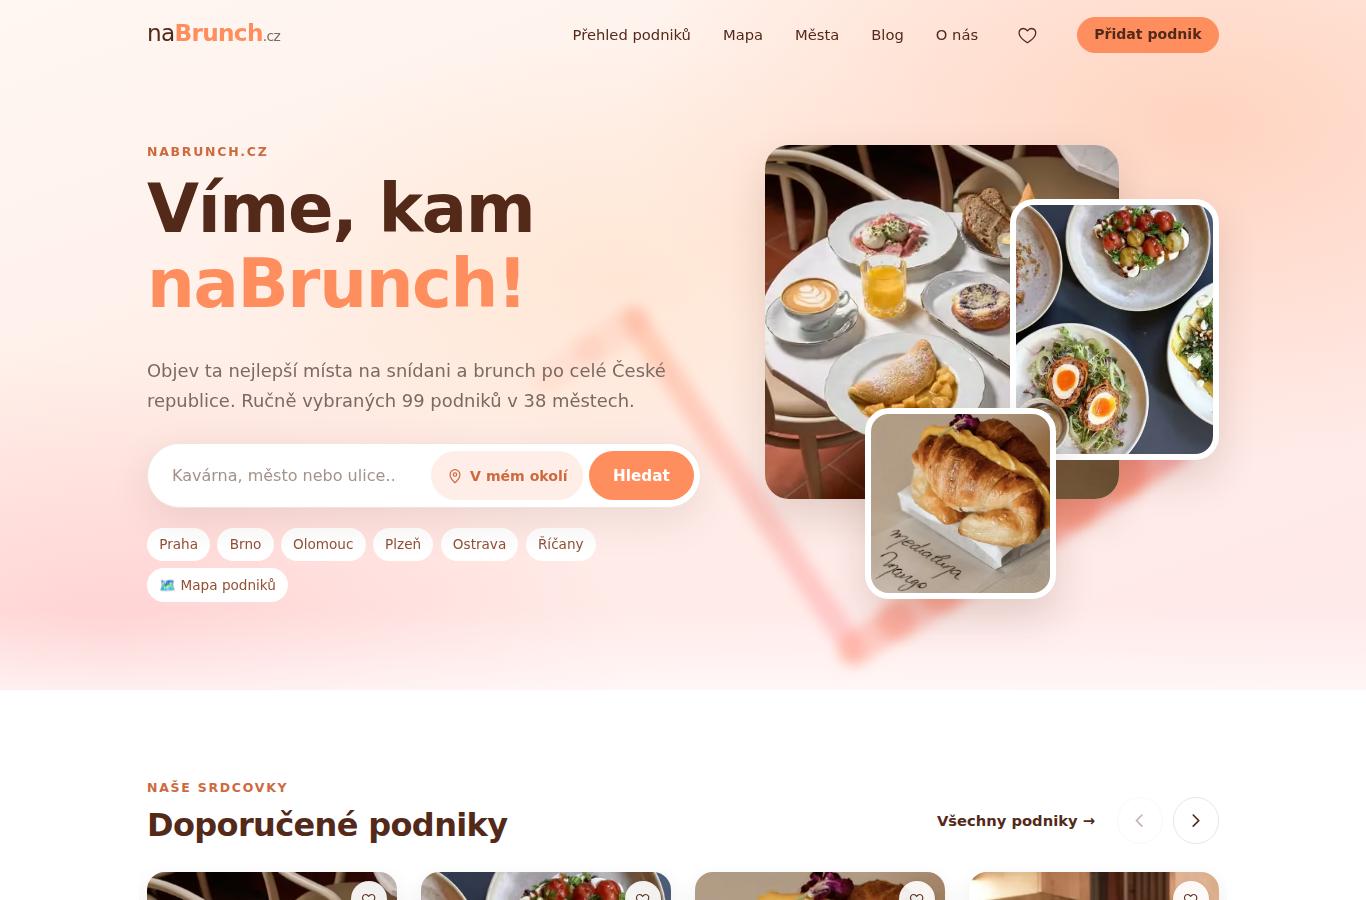 naBrunch.cz
Přehled podniků
Mapa
Města
Blog
O nás
Přidat podnik
NABRUNCH.CZ
Víme, kam
naBrunch!
Objev ta nejlepší místa na snídani a brunch po celé České
republice. Ručně vybraných 99 podniků v 38 městech.
Kavárna, město nebo ulice..
V mém okolí
Hledat
Praha
Brno
Olomouc
Plzeň
Ostrava
Říčany
🗺️ Mapa podniků
medialuna
mango
NAŠE SRDCOVKY
Doporučené podniky
Všechny podniky →